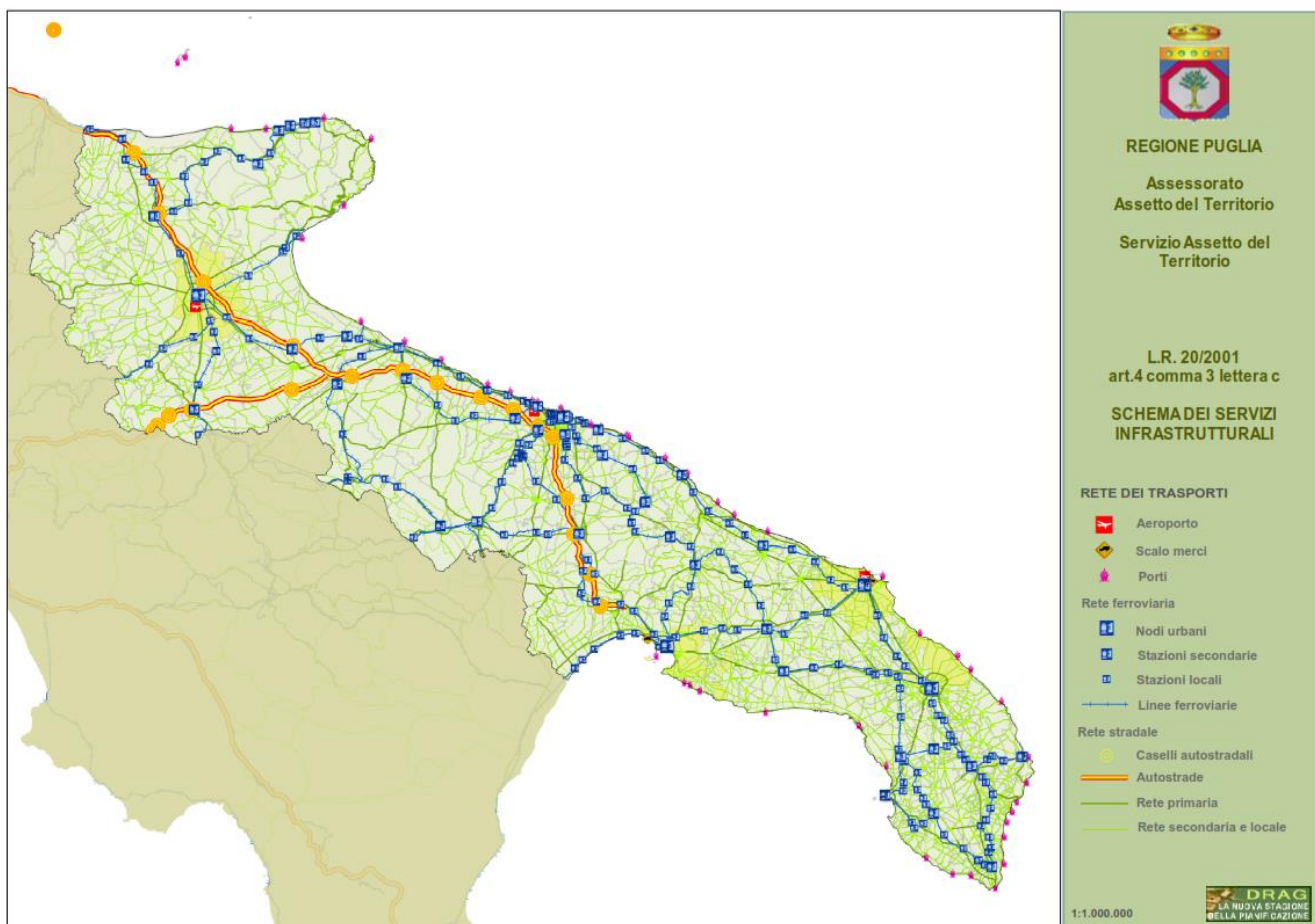 REGIONE PUGLIA
Assessorato
Assetto del Territorio
Servizio Assetto del
Territorio
L.R. 20/2001
art.4 comma 3 lettera c
SCHEMA DEI SERVIZI
INFRASTRUTTURALI
RETE DEI TRASPORTI
Aeroporto
Scalo merci
Porti
Rete ferroviaria
Nodi urbani
Stazioni secondarie
Stazioni locali
Linee ferroviarie
Rete stradale
Caselli autostradali
Autostrade
Rete primaria
Rete secondaria e locale
1:1.000.000
DRAG
LA NUOVA STAGIONE
DELLA PIANIFICAZIONE